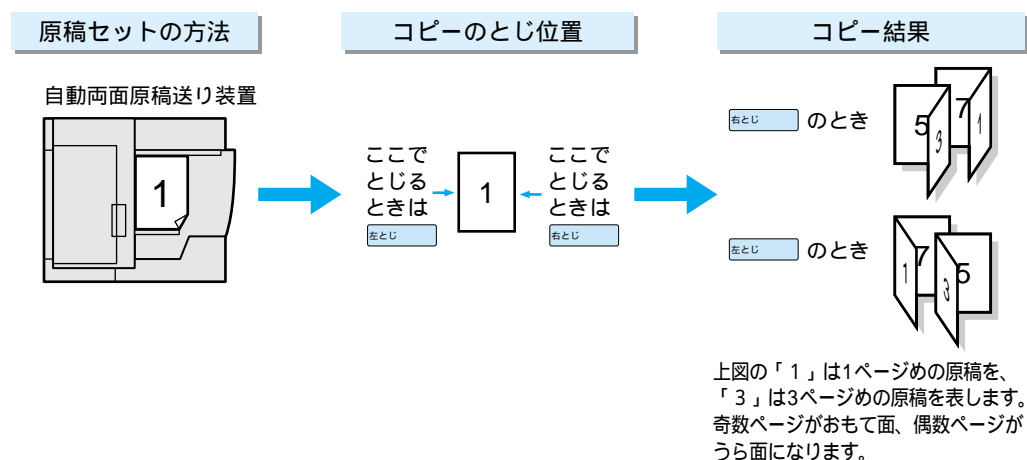 原稿セットの方法
コピーのとじ位置
コピー結果
自動両面原稿送り装置
1
ここで
とじる
ときは
左とじ
1
ここで
とじる
ときは
右とじ
右とじ のとき
5 3 7 1
左とじ のとき
1 7 3 5
上図の「1」は1ページめの原稿を、
「3」は3ページめの原稿を表します。
奇数ページがおもて面、偶数ページが
うら面になります。